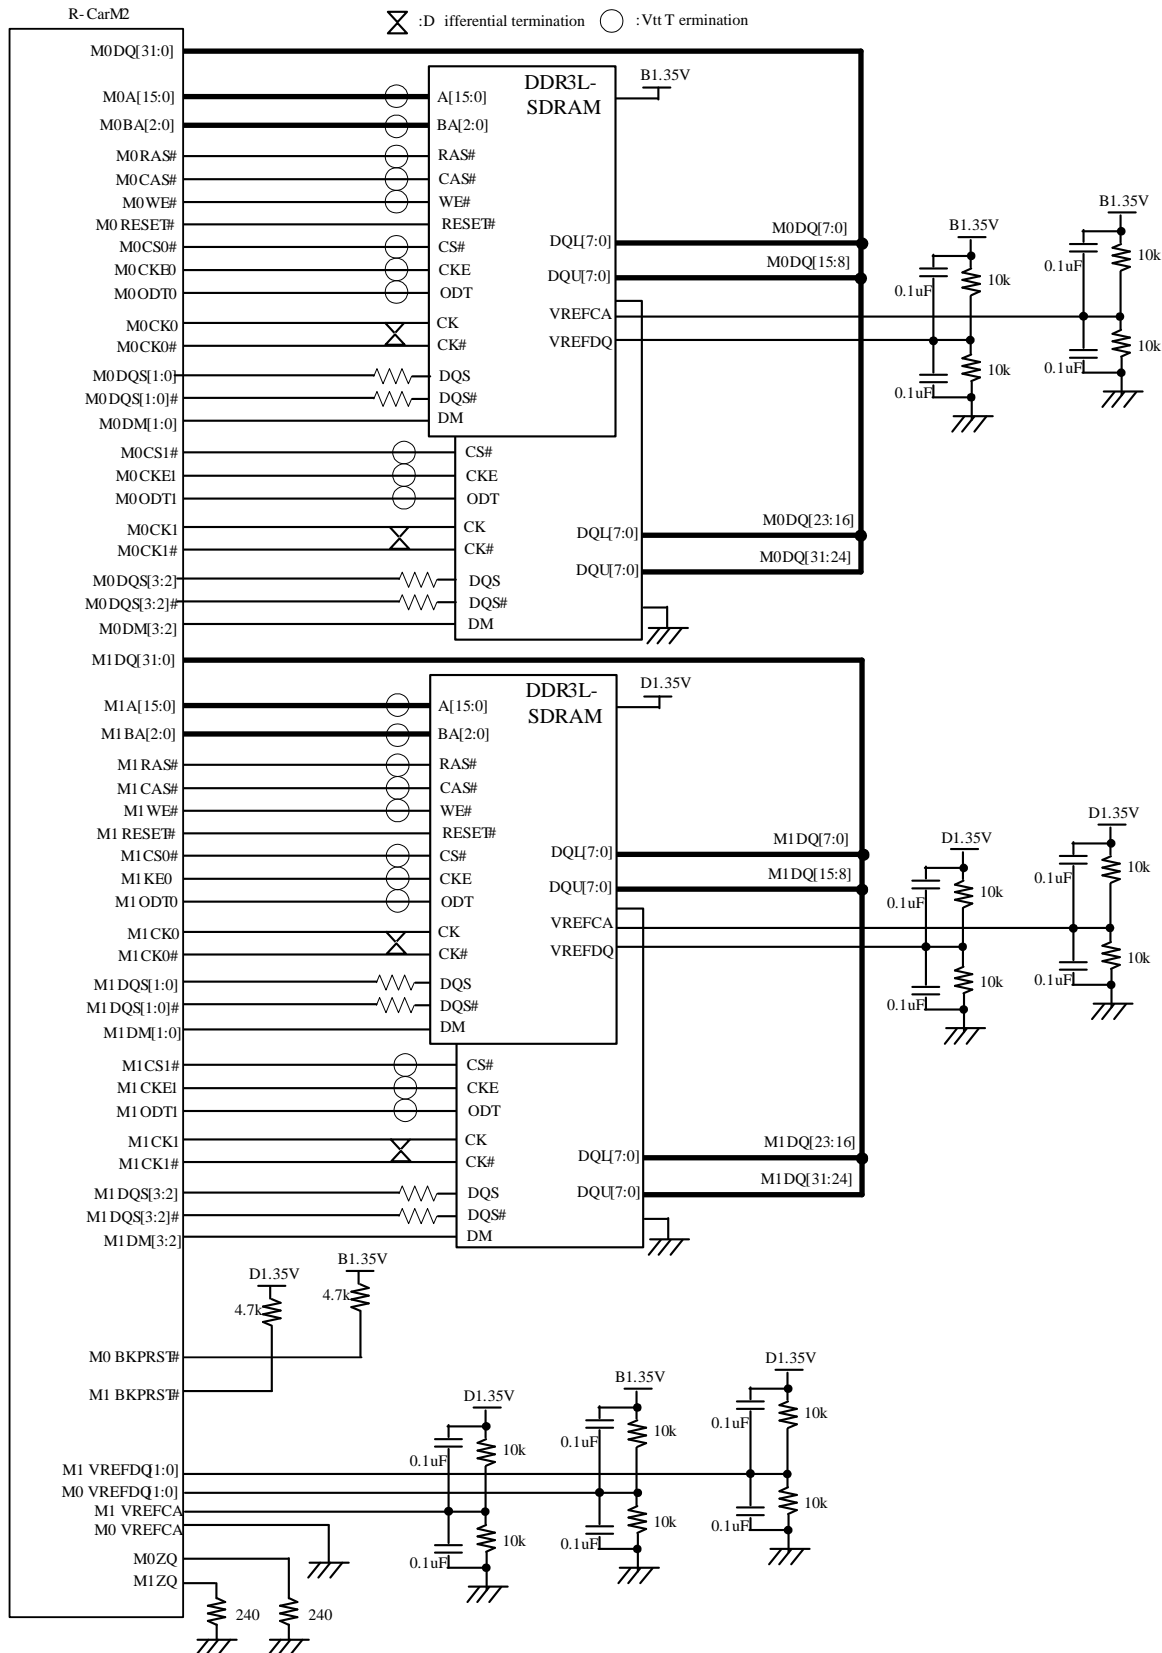 R-CarM2
:D ifferential termination
:Vtt T ermination
M0DQ[31:0]
M0A[15:0]
M0BA[2:0]
M0RAS#
M0CAS#
M0WE#
M0RESET#
M0CS0#
M0CKE0
M0ODT0
M0CK0
M0CK0#
M0DQS[1:0]
M0DQS[1:0]#
M0DM[1:0]
M0CS1#
M0CKE1
M0ODT1
M0CK1
M0CK1#
M0DQS[3:2]
M0DQS[3:2]#
M0DM[3:2]
DDR3L-
SDRAM
A[15:0]
BA[2:0]
RAS#
CAS#
WE#
RESET#
CS#
CKE
ODT
CK
CK#
DQS
DQS#
DM
CS#
CKE
ODT
CK
CK#
DQS
DQS#
DM
DQL[7:0]
DQU[7:0]
VREFCA
VREFDQ
DQL[7:0]
DQU[7:0]
B1.35V
M0DQ[7:0]
M0DQ[15:8]
M0DQ[23:16]
M0DQ[31:24]
B1.35V
0.1uF
10k
0.1uF
10k
B1.35V
0.1uF
10k
0.1uF
10k
M1DQ[31:0]
M1A[15:0]
M1BA[2:0]
M1RAS#
M1CAS#
M1WE#
M1RESET#
M1CS0#
M1KE0
M1ODT0
M1CK0
M1CK0#
M1DQS[1:0]
M1DQS[1:0]#
M1DM[1:0]
M1CS1#
M1CKE1
M1ODT1
M1CK1
M1CK1#
M1DQS[3:2]
M1DQS[3:2]#
M1DM[3:2]
DDR3L-
SDRAM
A[15:0]
BA[2:0]
RAS#
CAS#
WE#
RESET#
CS#
CKE
ODT
CK
CK#
DQS
DQS#
DM
CS#
CKE
ODT
CK
CK#
DQS
DQS#
DM
DQL[7:0]
DQU[7:0]
VREFCA
VREFDQ
DQL[7:0]
DQU[7:0]
D1.35V
M1DQ[7:0]
M1DQ[15:8]
M1DQ[23:16]
M1DQ[31:24]
D1.35V
0.1uF
10k
0.1uF
10k
D1.35V
0.1uF
10k
0.1uF
10k
D1.35V
4.7k
B1.35V
4.7k
M0 BKPRST#
M1 BKPRST#
M1 VREFDQ[1:0]
M0 VREFDQ[1:0]
M1 VREFCA
M0 VREFCA
M0ZQ
M1ZQ
240
240
D1.35V
0.1uF
10k
0.1uF
10k
B1.35V
0.1uF
10k
0.1uF
10k
D1.35V
0.1uF
10k
0.1uF
10k